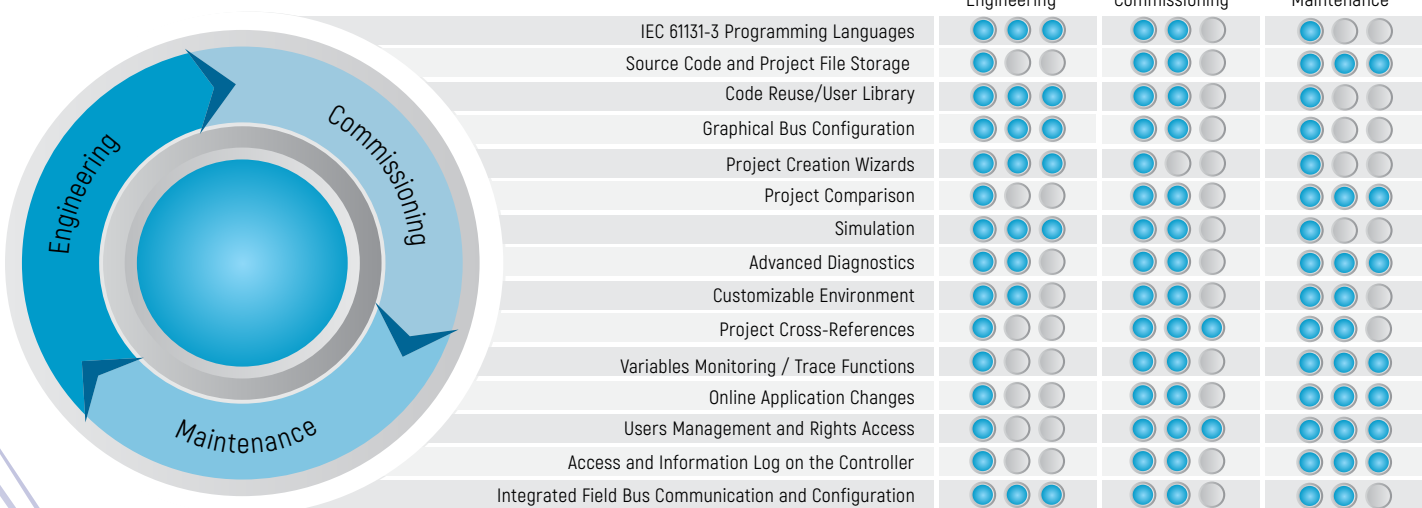 Engineering Commissioning Maintenance
IEC 61131-3 Programming Languages
Source Code and Project File Storage
Code Reuse/User Library
Graphical Bus Configuration
Project Creation Wizards
Project Comparison
Simulation
Advanced Diagnostics
Customizable Environment
Project Cross-References
Variables Monitoring / Trace Functions
Online Application Changes
Users Management and Rights Access
Access and Information Log on the Controller
Integrated Field Bus Communication and Configuration
Engineering
Commissioning
Maintenance